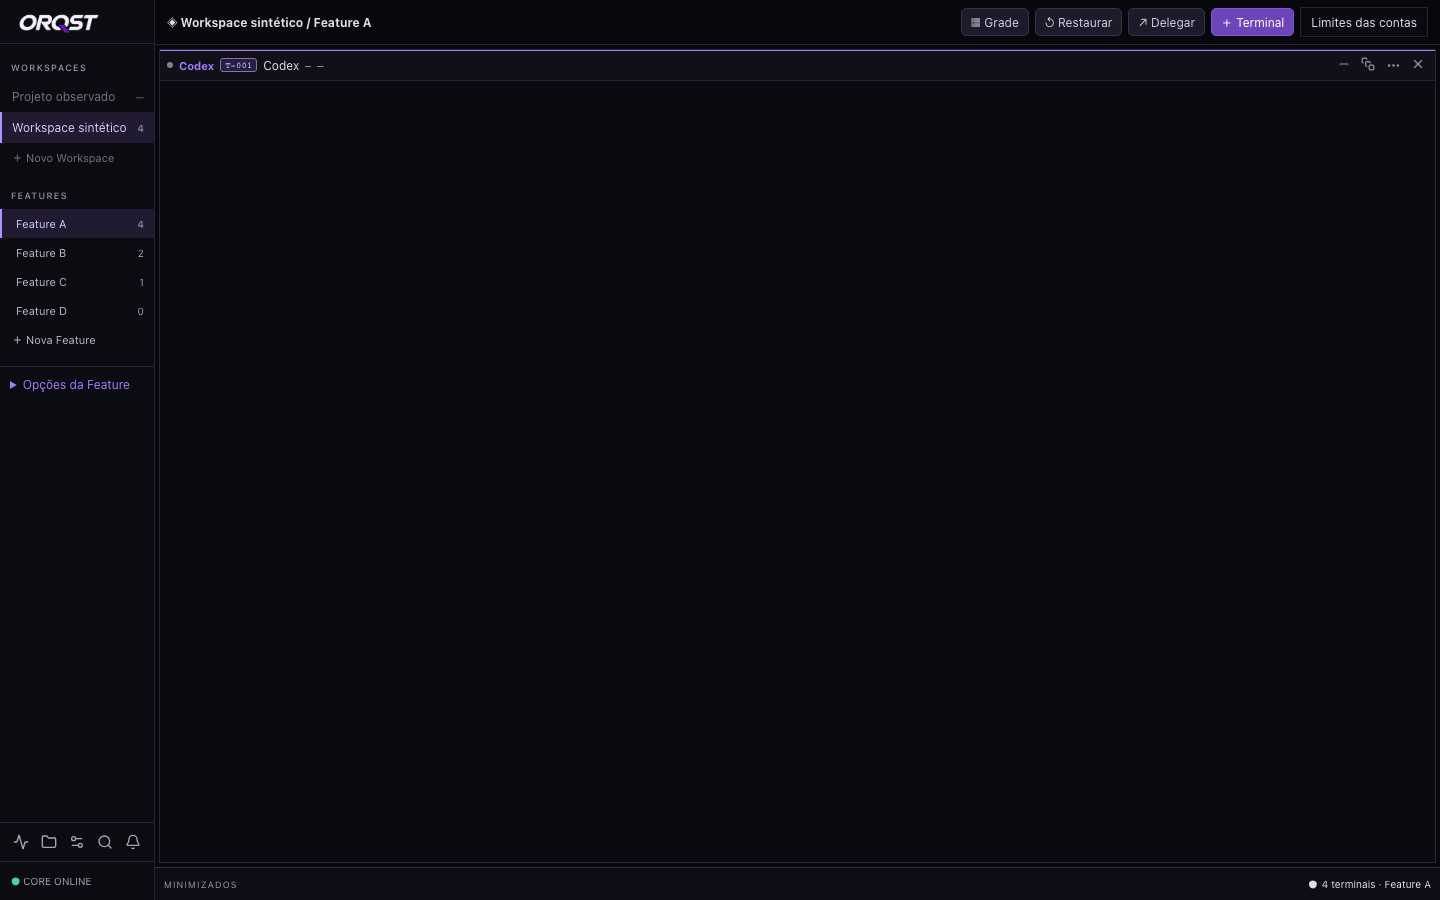 ORQST
WORKSPACES
Projeto observado —
Workspace sintético 4
+ Novo Workspace
FEATURES
Feature A 4
Feature B 2
Feature C 1
Feature D 0
+ Nova Feature
▶ Opções da Feature
CORE ONLINE
◈ Workspace sintético / Feature A
▦ Grade
↺ Restaurar
↗ Delegar
+ Terminal
Limites das contas
Codex T-001 Codex — —
MINIMIZADOS
4 terminais · Feature A